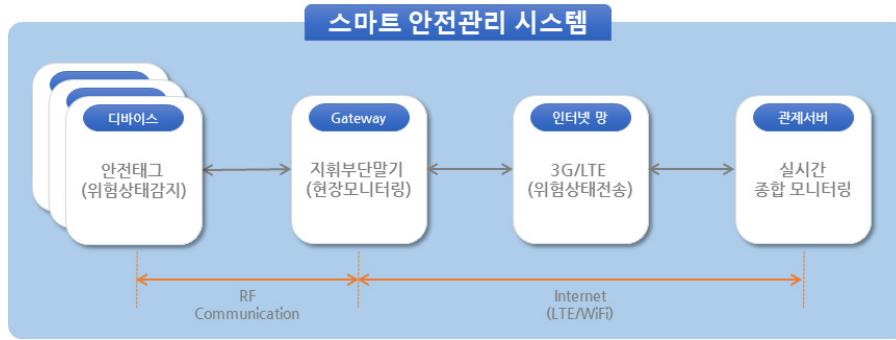 스마트 안전관리 시스템
디바이스
안전태그
(위험상태감지)
Gateway
지휘부단말기
(현장모니터링)
인터넷 망
3G/LTE
(위험상태전송)
관제서버
실시간
종합 모니터링
RF
Communication
Internet
(LTE/WiFi)